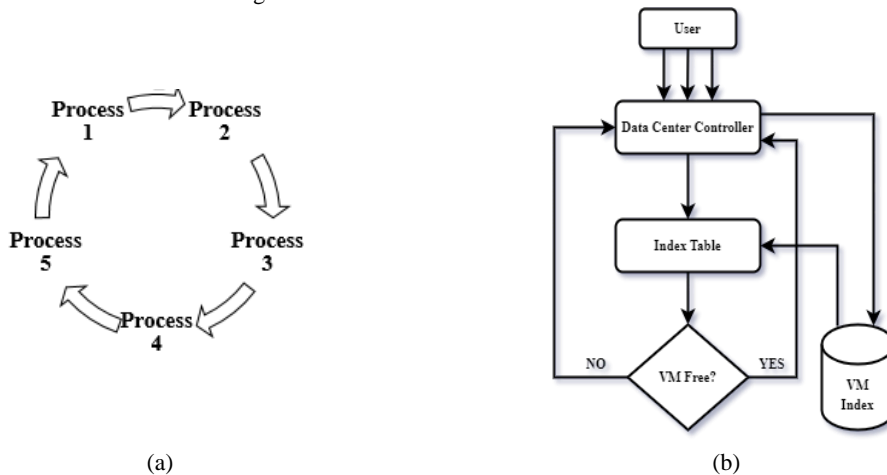 User
Process
1
Process
2
Data Center Controller
Process
5
Process
3
Index Table
Process
4
NO
VM Free?
YES
VM
Index
(a)
(b)